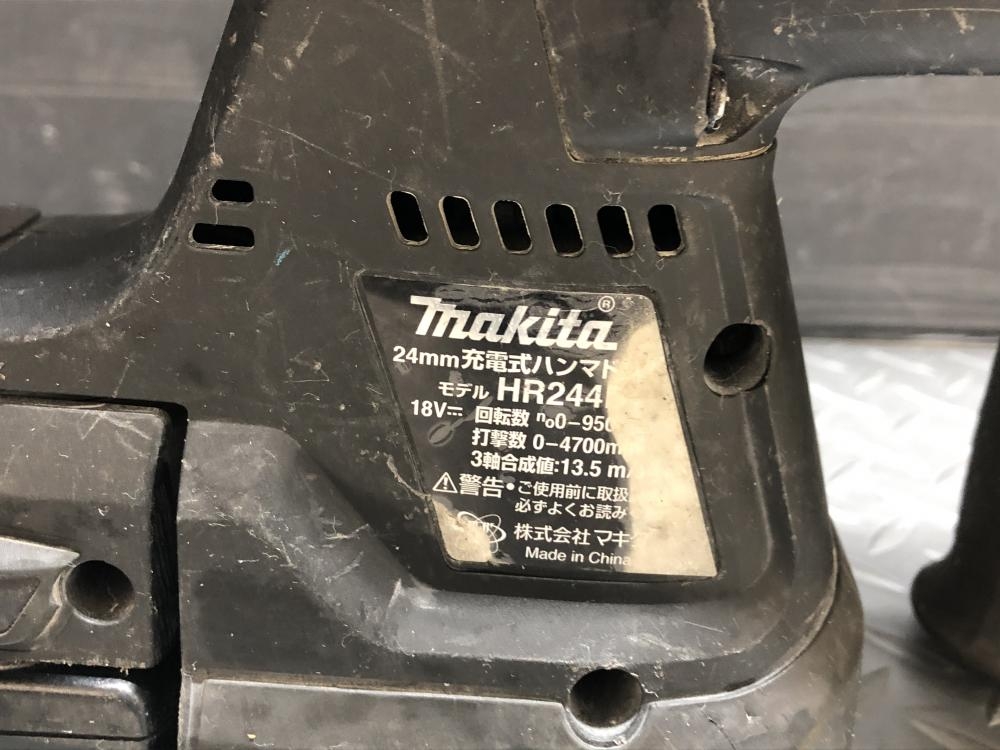 makita®
24mm充電式ハンマド
モデル HR244
18V⎓ 回転数 n₀0-950
打撃数 0-4700m
3軸合成値:13.5 m/
⚠警告・ご使用前に取扱
必ずよくお読み
株式会社 マキ
Made in China